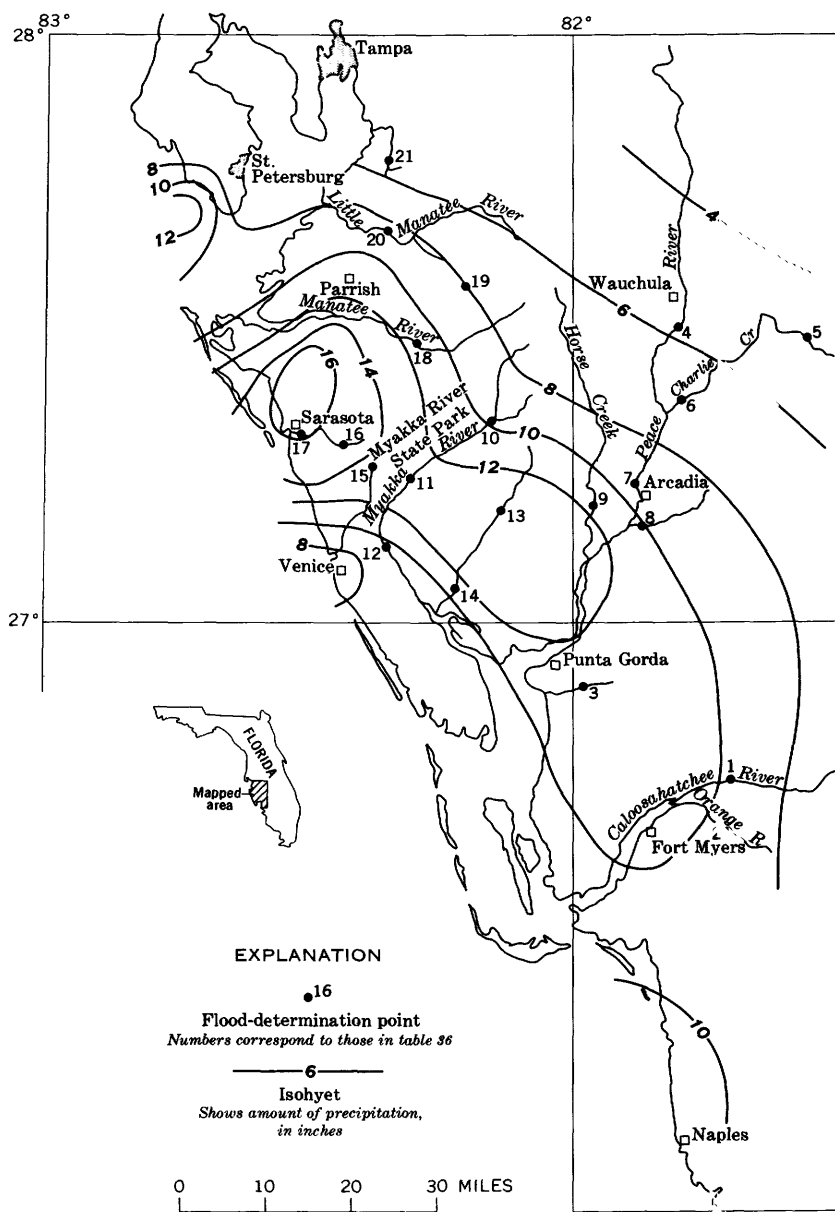 83°
82°
28°
Tampa
21
St.
Petersburg
8
10
12
Little
Manatee
River
20
4
River
Wauchula
Parrish
19
6
Manatee
River
18
4
5
Horse
Creek
Charlie
Cr
6
16
14
8
Peace
Sarasota
17
16
Myakka River
State Park
10
10
15
Myakka
River
11
12
7
Arcadia
9
13
8
12
8
Venice
14
27°
Punta Gorda
3
FLORIDA
Mapped
area
1
Caloosahatchee
River
Orange R.
Fort Myers
EXPLANATION
16
Flood-determination point
Numbers correspond to those in table 36
6
Isohyet
Shows amount of precipitation,
in inches
10
Naples
0 10 20 30 MILES